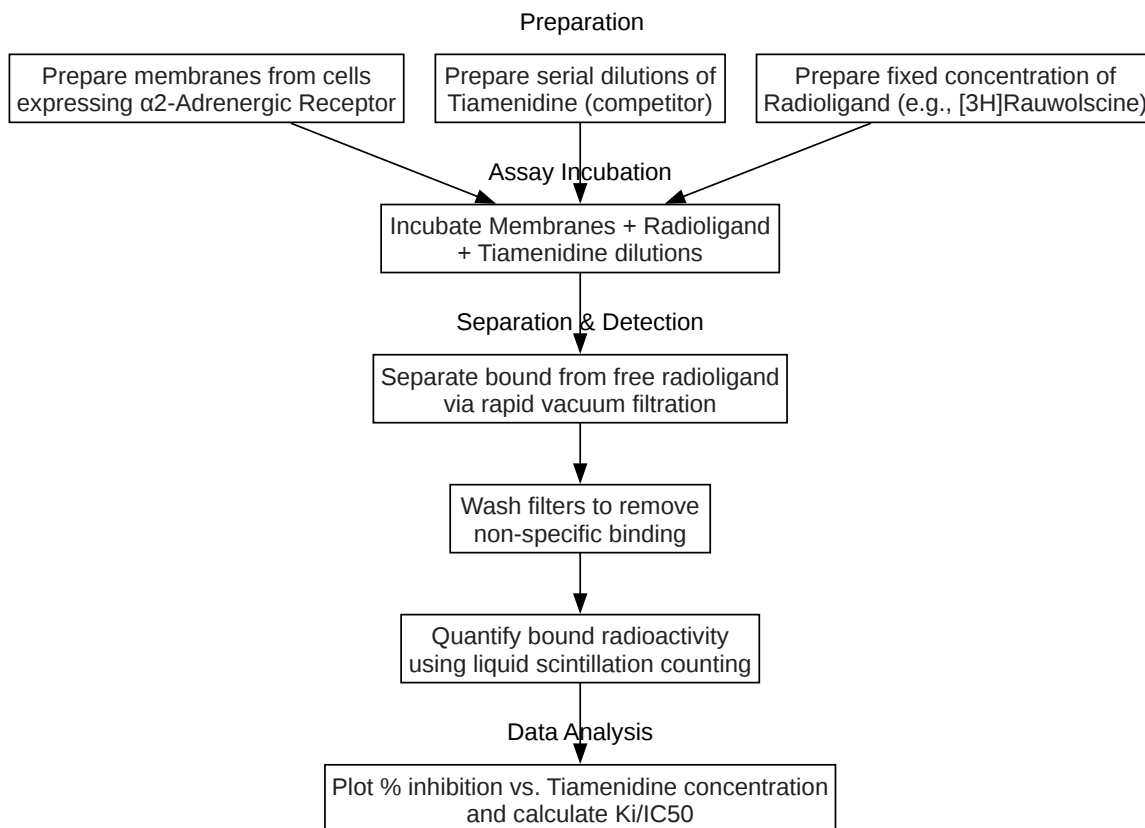 Preparation
Prepare membranes from cells
expressing α2-Adrenergic Receptor
Prepare serial dilutions of
Tiamenidine (competitor)
Prepare fixed concentration of
Radioligand (e.g., [3H]Rauwolscine)
Assay Incubation
Incubate Membranes + Radioligand
+ Tiamenidine dilutions
Separation & Detection
Separate bound from free radioligand
via rapid vacuum filtration
Wash filters to remove
non-specific binding
Quantify bound radioactivity
using liquid scintillation counting
Data Analysis
Plot % inhibition vs. Tiamenidine concentration
and calculate Ki/IC50